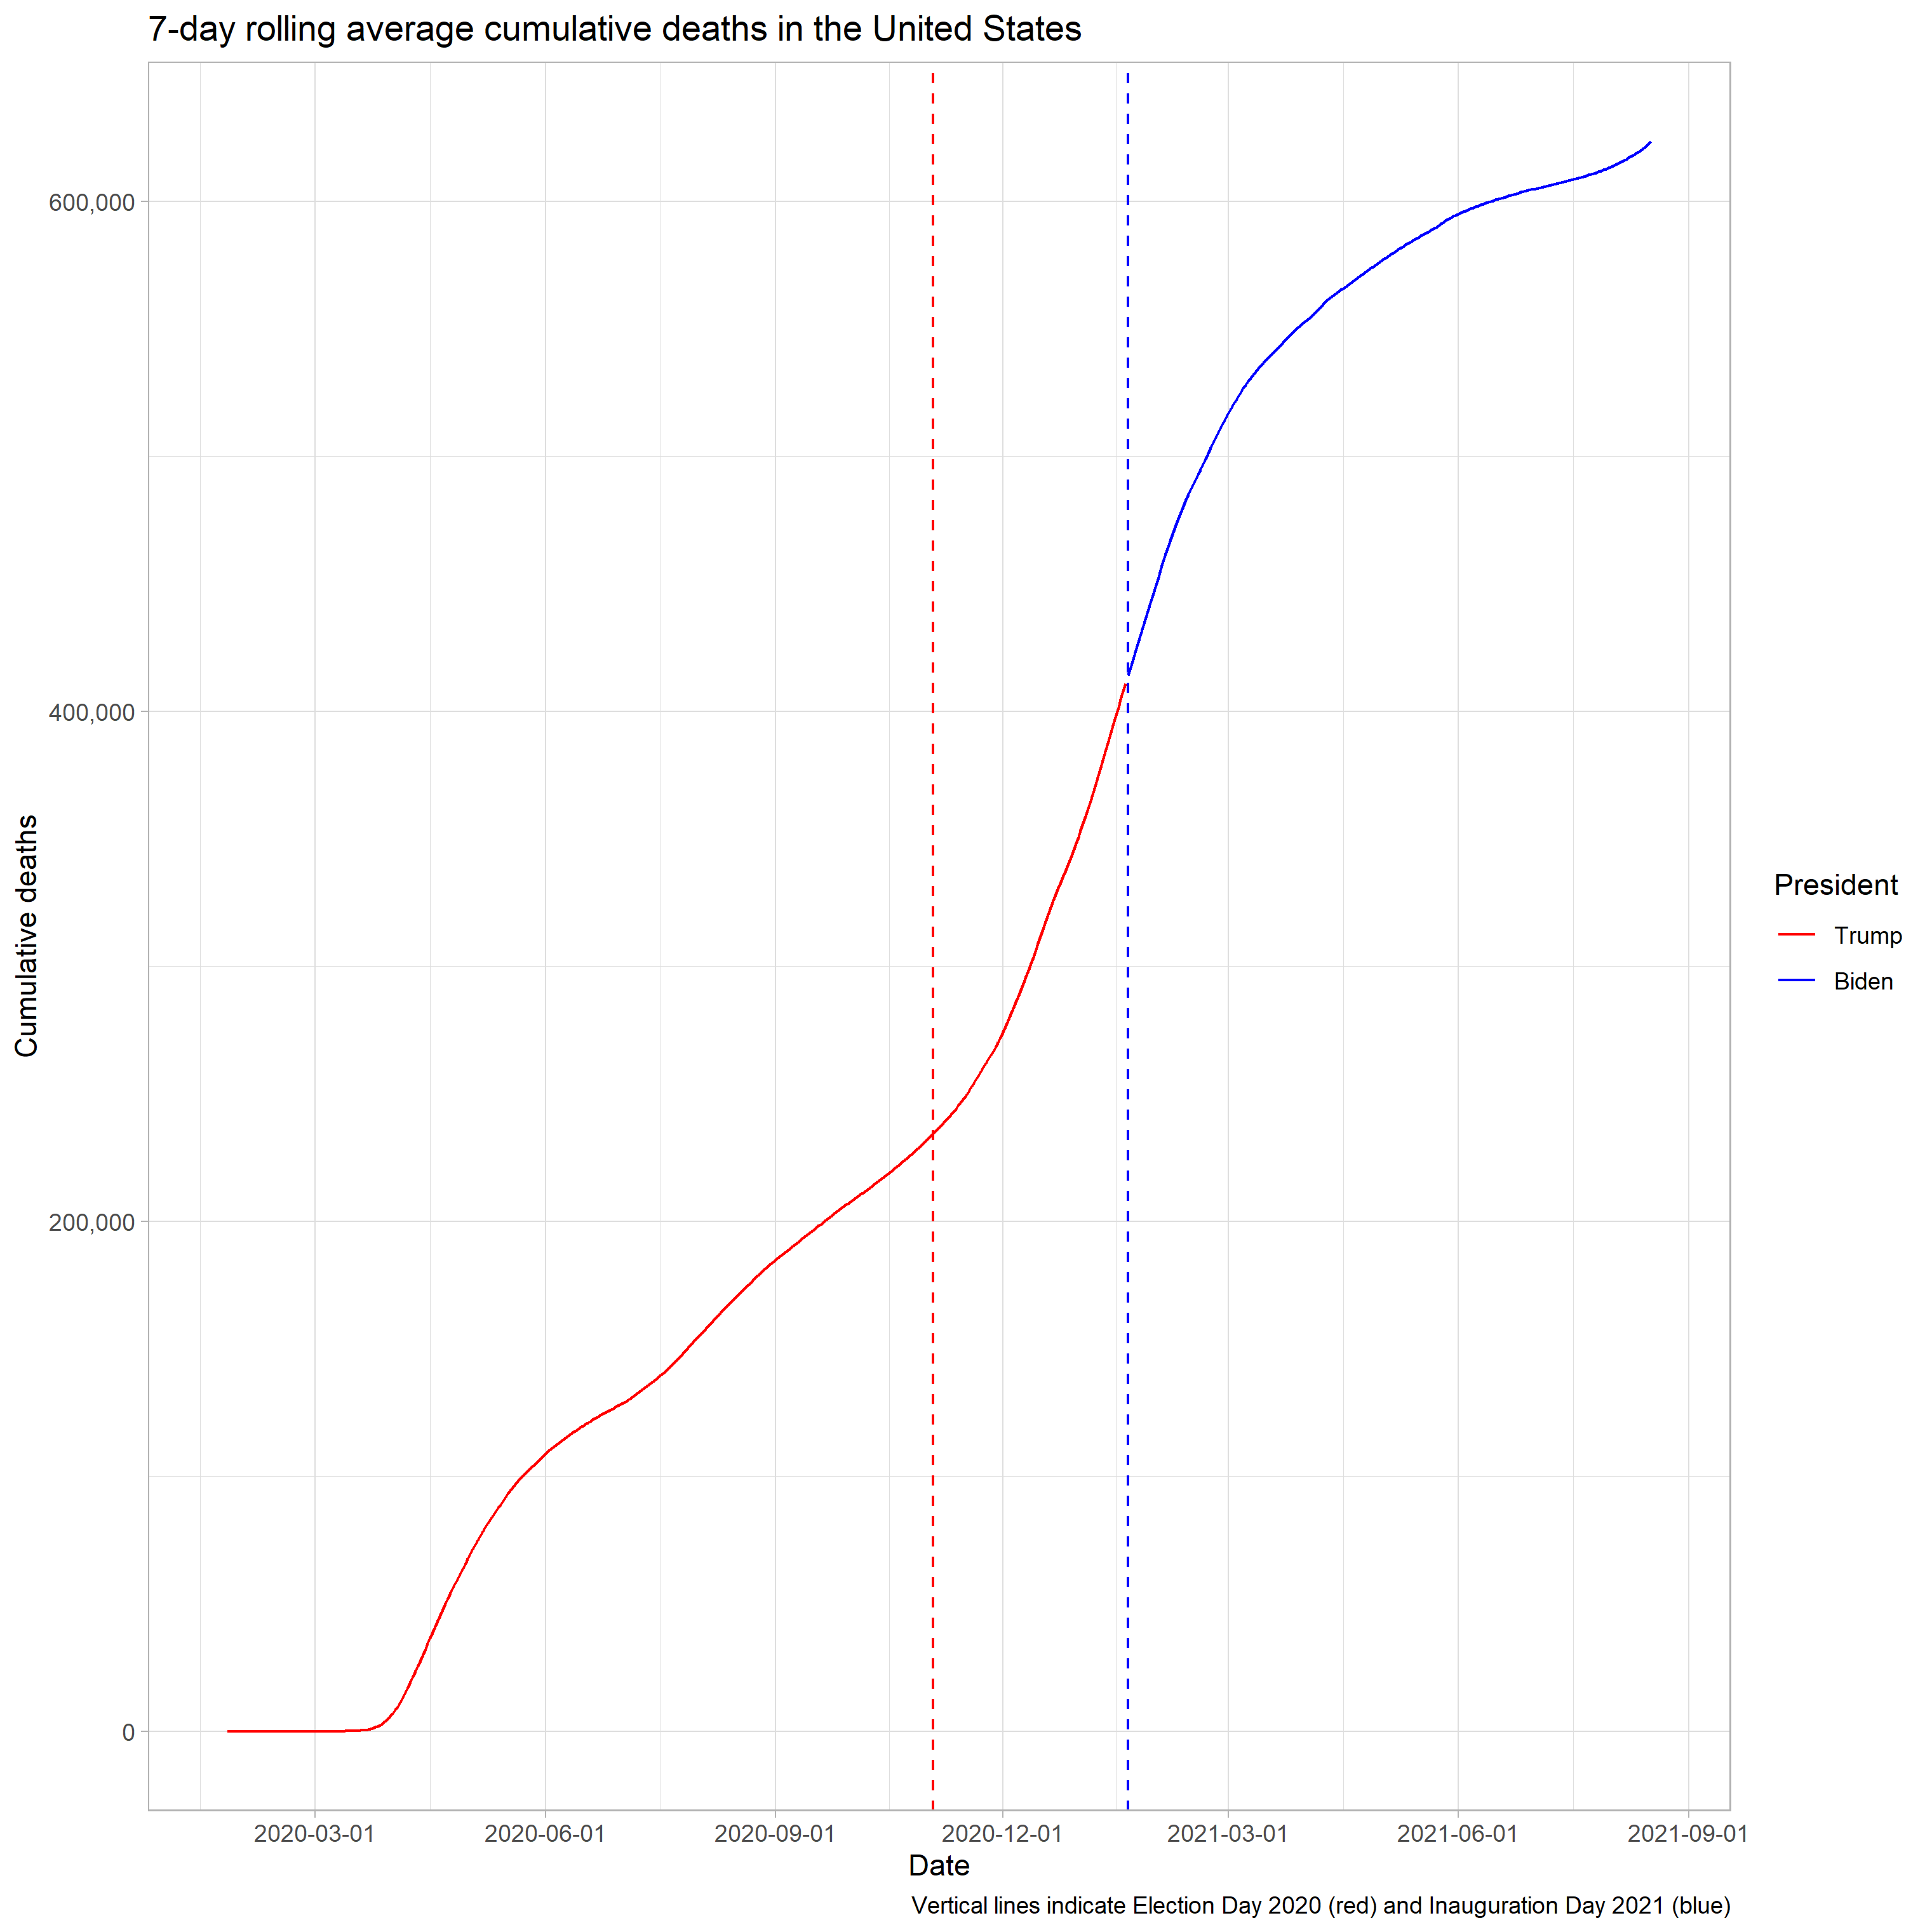 7-day rolling average cumulative deaths in the United States
600,000
400,000
200,000
0
Cumulative deaths
2020-03-01
2020-06-01
2020-09-01
2020-12-01
2021-03-01
2021-06-01
2021-09-01
Date
Vertical lines indicate Election Day 2020 (red) and Inauguration Day 2021 (blue)
President
Trump
Biden